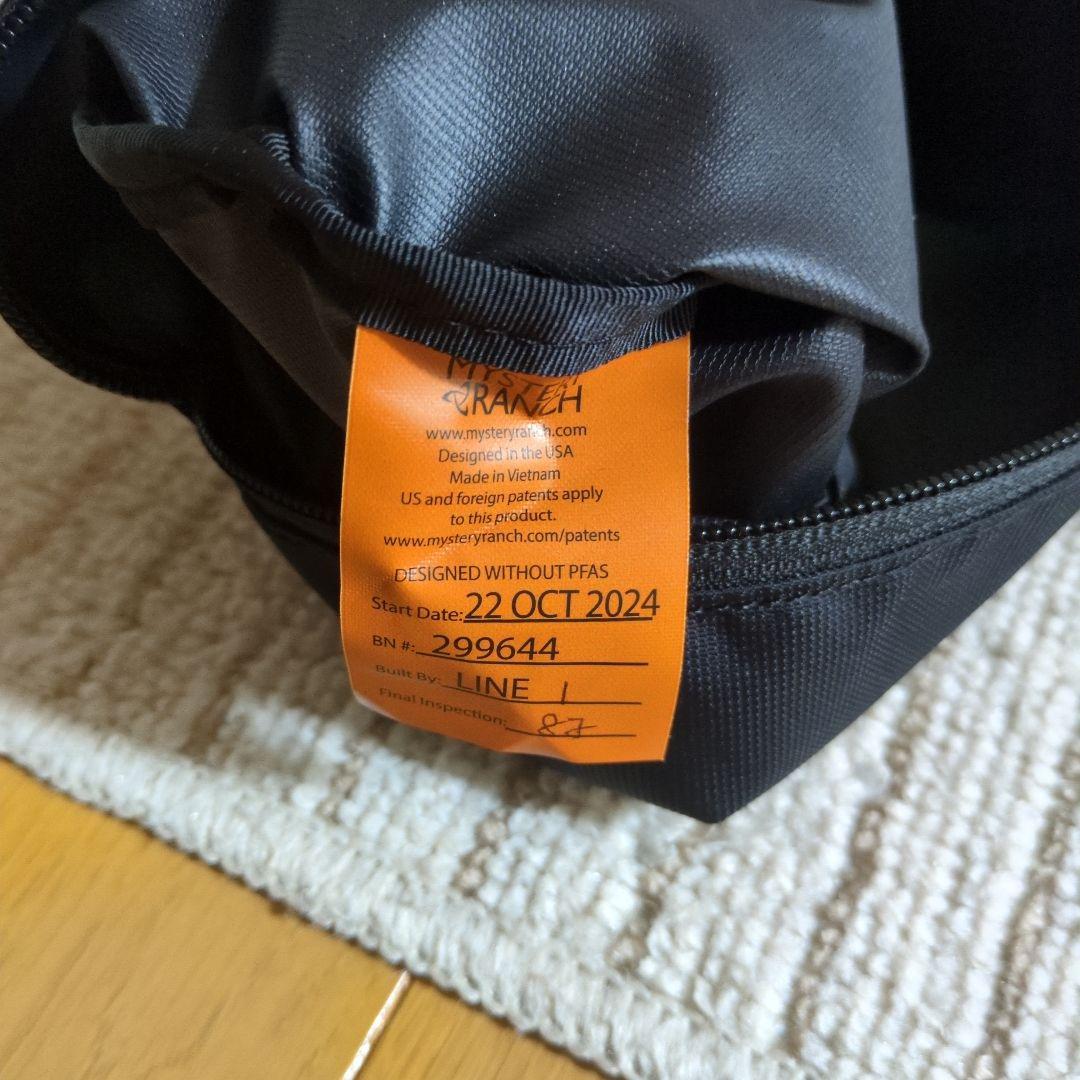 MYSTERY
RANCH
www.mysteryranch.com
Designed in the USA
Made in Vietnam
US and foreign patents apply
to this product.
www.mysteryranch.com/patents
DESIGNED WITHOUT PFAS
Start Date: 22 OCT 2024
BN #: 299644
Built By: LINE 1
Final Inspection: 87